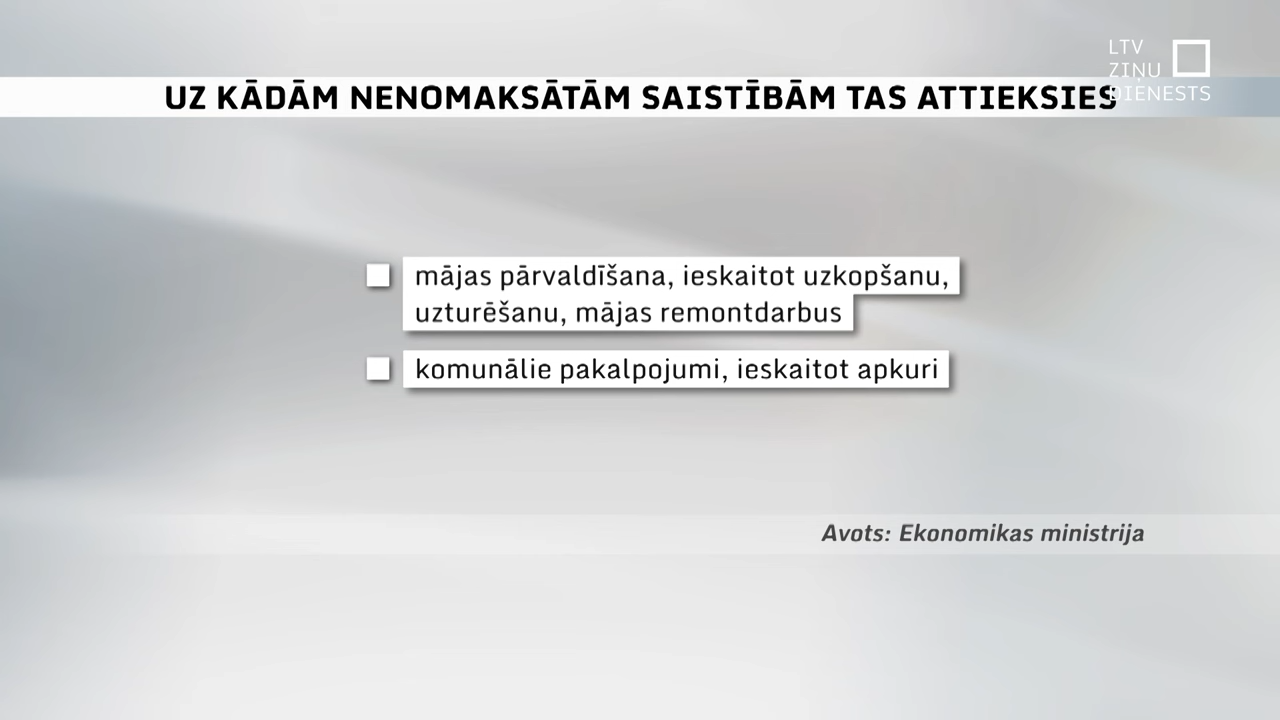 LTV
ZIŅU
DIENESTS
UZ KĀDĀM NENOMAKSĀTĀM SAISTĪBĀM TAS ATTIEKSIES
mājas pārvaldīšana, ieskaitot uzkopšanu,
uzturēšanu, mājas remontdarbus
komunālie pakalpojumi, ieskaitot apkuri
Avots: Ekonomikas ministrija